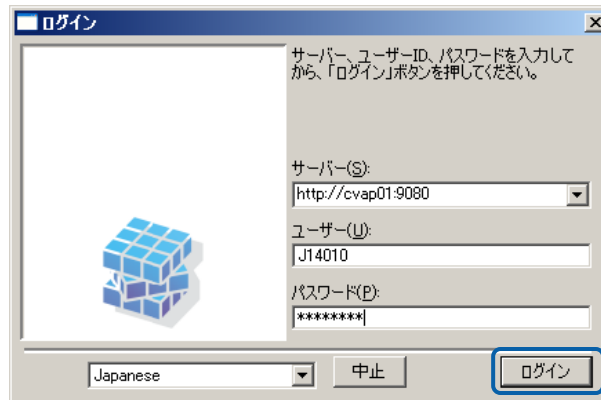 ログイン
サーバー、ユーザーID、パスワードを入力して
から、「ログイン」ボタンを押してください。
サーバー(S):
http://cvap01:9080
ユーザー(U):
J14010
パスワード(P):
********
Japanese
中止
ログイン